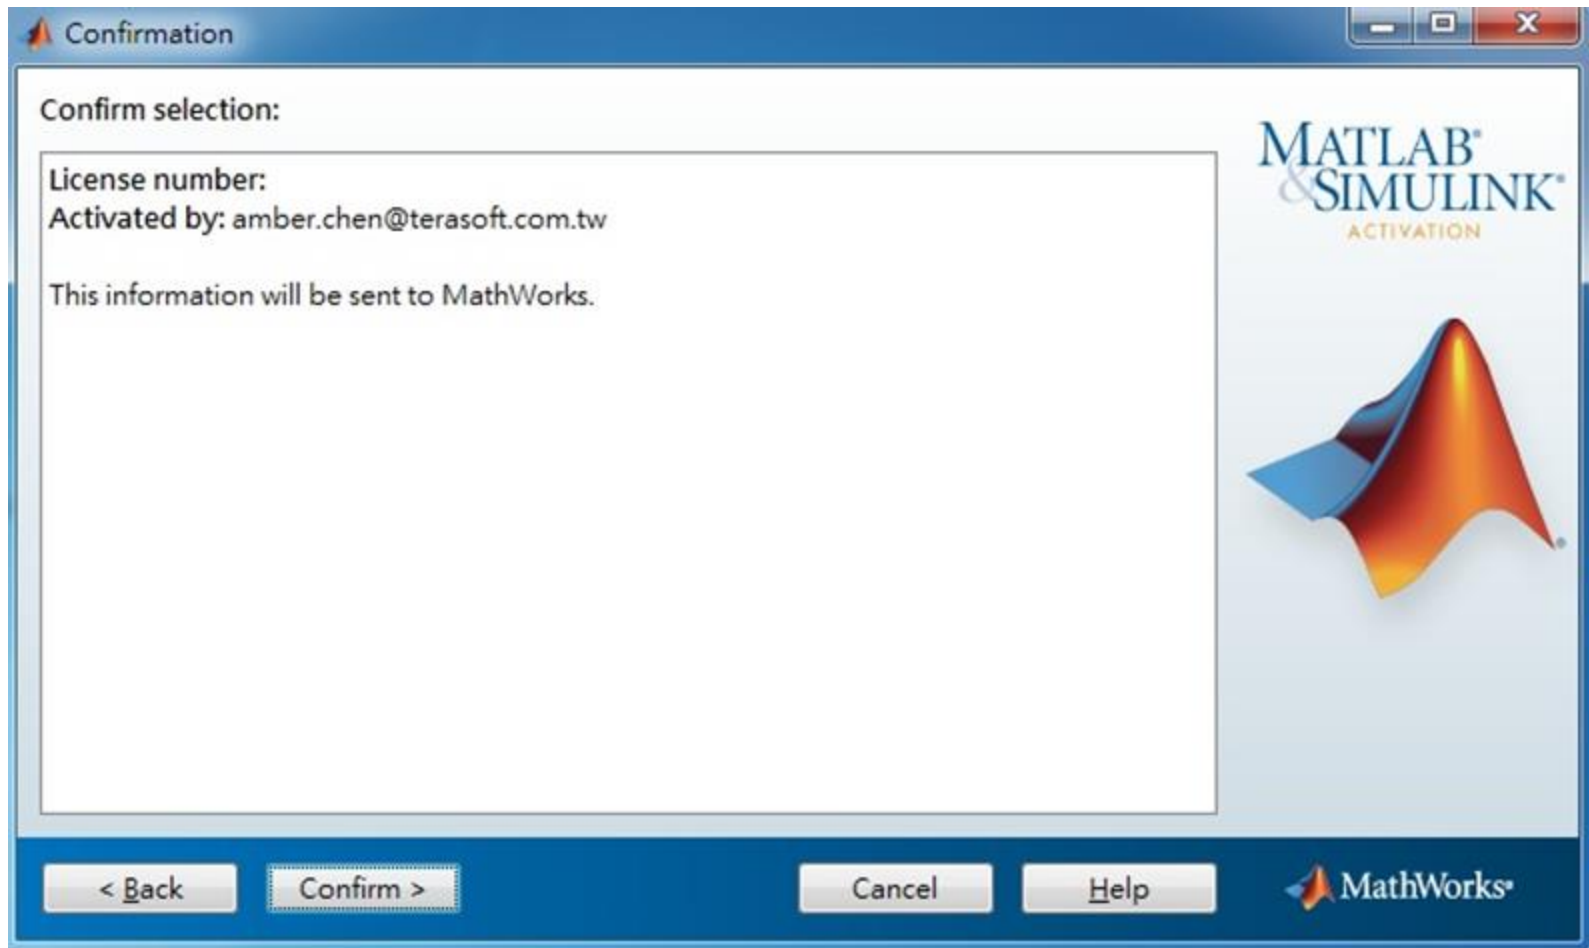 Confirmation
Confirm selection:
License number:
Activated by: amber.chen@terasoft.com.tw
This information will be sent to MathWorks.
MATLAB®
&SIMULINK®
ACTIVATION
< Back
Confirm >
Cancel
Help
MathWorks®